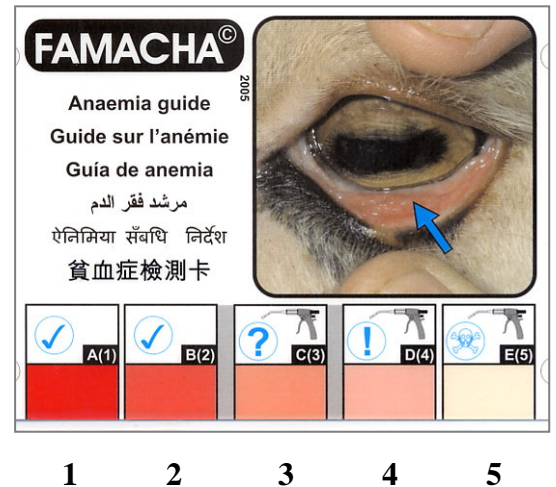 FAMACHA©
2005
Anaemia guide
Guide sur l'anémie
Guía de anemia
مرشد فقر الدم
ऐनिमिया सँबधि निर्देश
貧血症檢測卡
A(1) B(2) ? C(3) ! D(4) E(5)
1 2 3 4 5